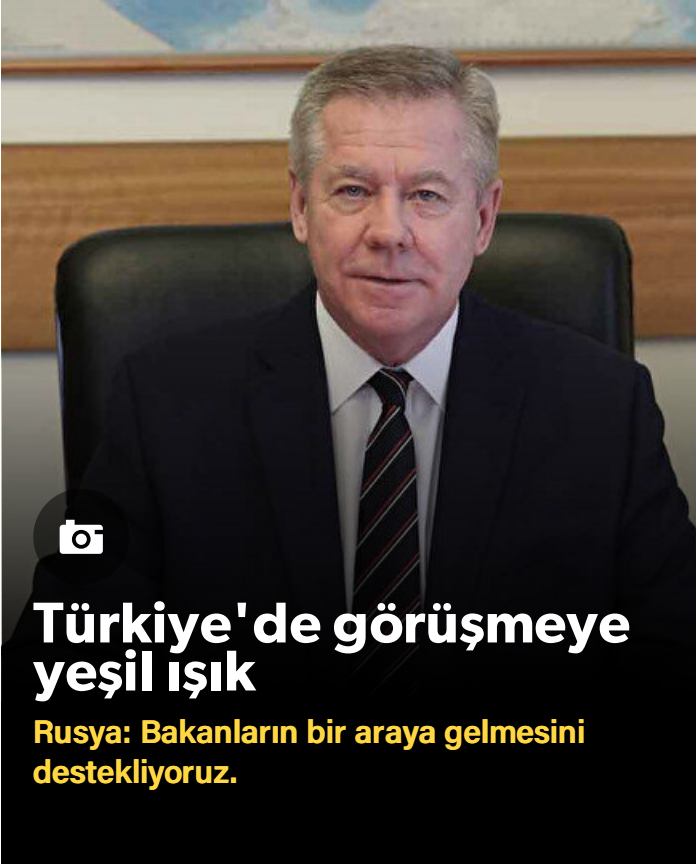 Türkiye'de görüşmeye
yeşil ışık
Rusya: Bakanların bir araya gelmesini
destekliyoruz.